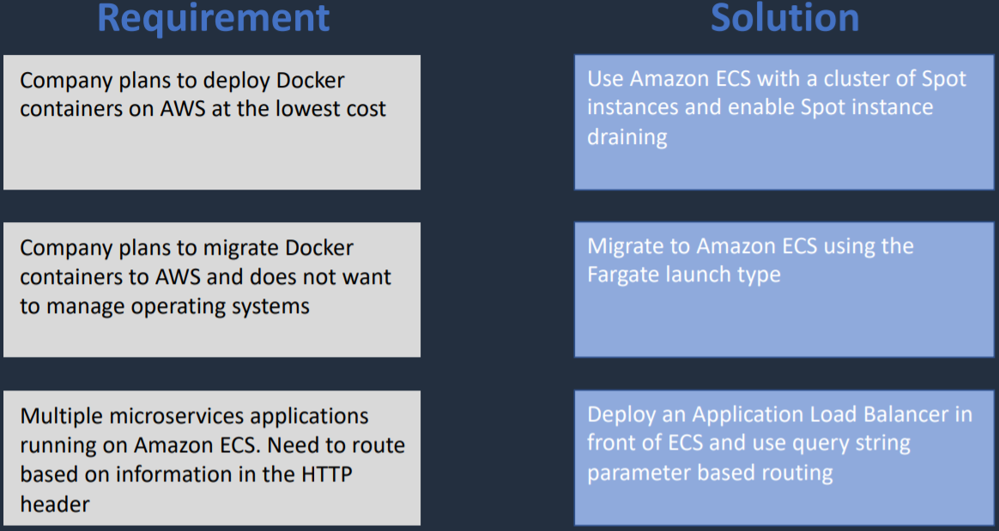 Requirement
Solution
Company plans to deploy Docker
containers on AWS at the lowest cost
Use Amazon ECS with a cluster of Spot
instances and enable Spot instance
draining
Company plans to migrate Docker
containers to AWS and does not want
to manage operating systems
Migrate to Amazon ECS using the
Fargate launch type
Multiple microservices applications
running on Amazon ECS. Need to route
based on information in the HTTP
header
Deploy an Application Load Balancer in
front of ECS and use query string
parameter based routing